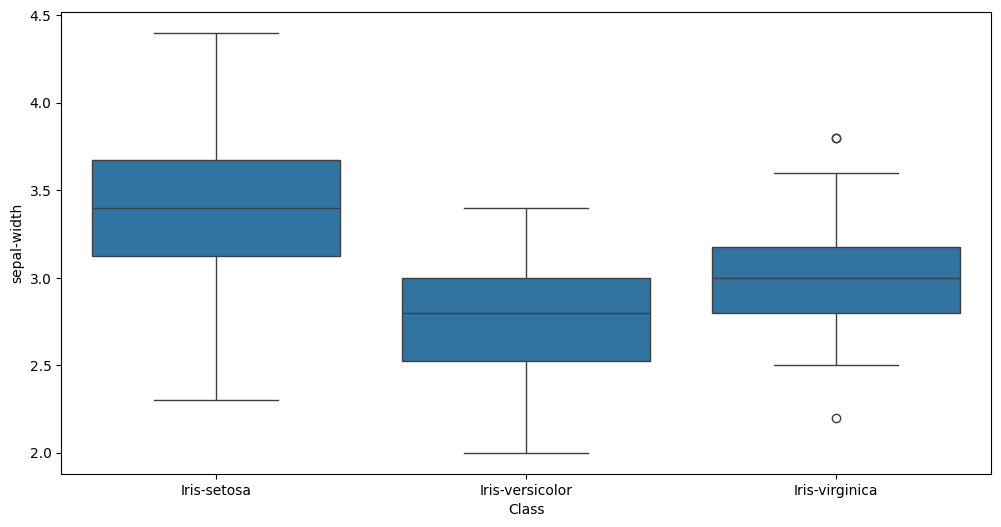 4.5
4.0
3.5
3.0
2.5
2.0
sepal-width
Iris-setosa
Iris-versicolor
Iris-virginica
Class